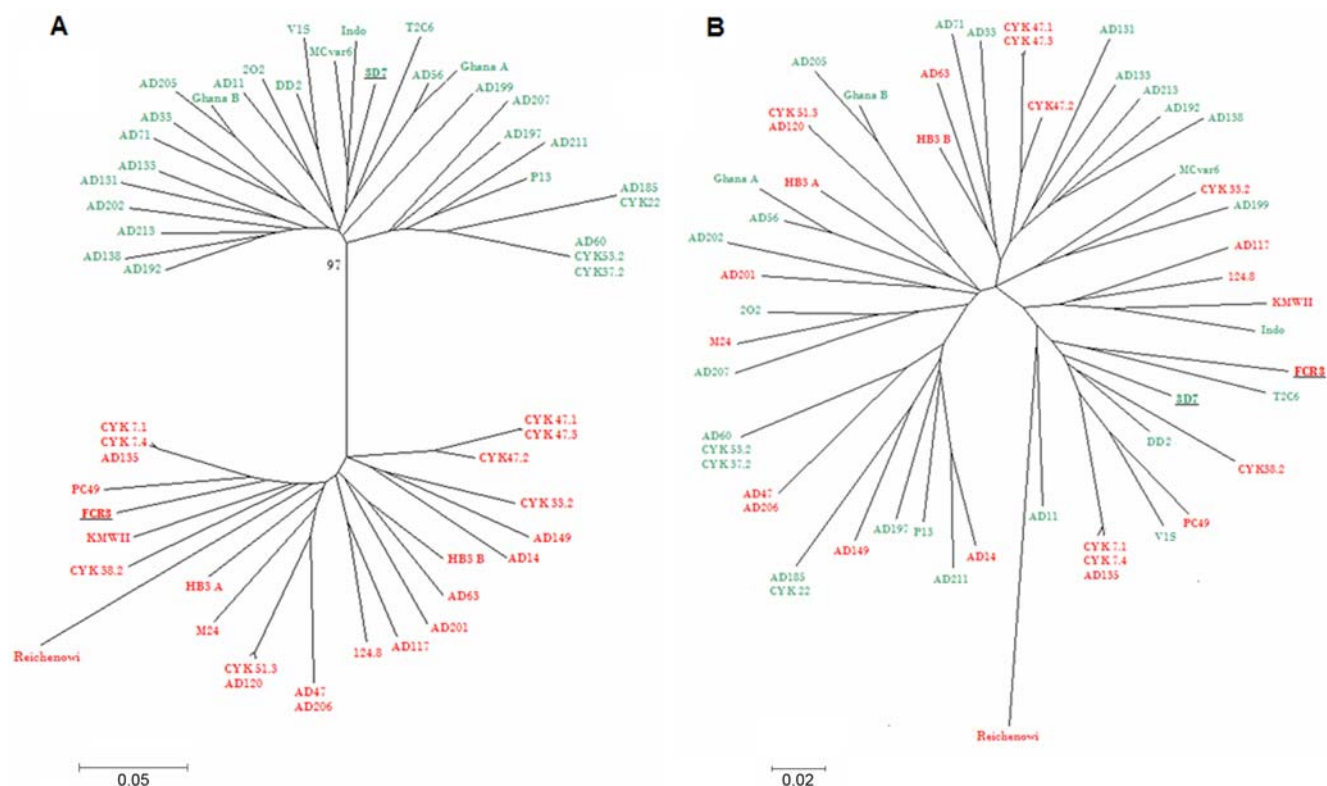 A
V1S
Indo
T2C6
MCvar6
2O2
3D7
AD205
AD11
DD2
AD56
Ghana A
Ghana B
AD199
AD33
AD207
AD71
AD197
AD211
AD133
P13
AD131
AD185
CYK22
AD202
AD213
AD60
CYK53.2
CYK37.2
AD138
AD192
97
CYK 7.1
CYK 7.4
AD135
CYK 47.1
CYK 47.3
CYK47.2
PC49
FCR3
CYK 33.2
KMWII
AD149
HB3 B
AD14
CYK 38.2
HB3 A
AD63
M24
AD201
124.8
AD117
Reichenowi
CYK 51.3
AD120
AD47
AD206
0.05
B
AD71
AD33
CYK 47.1
CYK 47.3
AD131
AD205
AD63
AD133
AD213
Ghana B
AD192
CYK 51.3
AD120
CYK47.2
AD138
HB3 B
MCvar6
Ghana A
HB3 A
CYK 33.2
AD199
AD56
AD202
AD117
AD201
124.8
KMWII
2O2
Indo
M24
FCR3
AD207
T2C6
3D7
AD60
CYK 53.2
CYK 37.2
DD2
CYK38.2
AD47
AD206
AD197
P13
AD11
PC49
V1S
AD149
AD14
CYK 7.1
CYK 7.4
AD135
AD185
CYK 22
AD211
Reichenowi
0.02